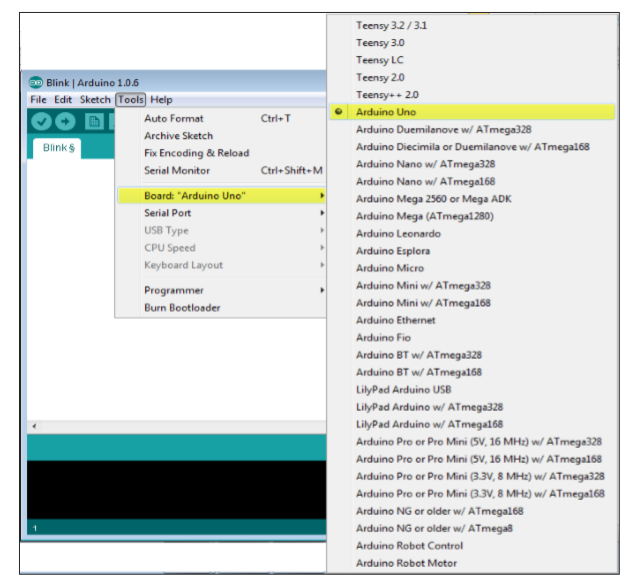 Blink | Arduino 1.0.6
File Edit Sketch Tools Help
Blink §
Auto Format Ctrl+T
Archive Sketch
Fix Encoding & Reload
Serial Monitor Ctrl+Shift+M
Board: "Arduino Uno"
Serial Port
USB Type
CPU Speed
Keyboard Layout
Programmer
Burn Bootloader
1
Teensy 3.2 / 3.1
Teensy 3.0
Teensy LC
Teensy 2.0
Teensy++ 2.0
Arduino Uno
Arduino Duemilanove w/ ATmega328
Arduino Diecimila or Duemilanove w/ ATmega168
Arduino Nano w/ ATmega328
Arduino Nano w/ ATmega168
Arduino Mega 2560 or Mega ADK
Arduino Mega (ATmega1280)
Arduino Leonardo
Arduino Esplora
Arduino Micro
Arduino Mini w/ ATmega328
Arduino Mini w/ ATmega168
Arduino Ethernet
Arduino Fio
Arduino BT w/ ATmega328
Arduino BT w/ ATmega168
LilyPad Arduino USB
LilyPad Arduino w/ ATmega328
LilyPad Arduino w/ ATmega168
Arduino Pro or Pro Mini (5V, 16 MHz) w/ ATmega328
Arduino Pro or Pro Mini (5V, 16 MHz) w/ ATmega168
Arduino Pro or Pro Mini (3.3V, 8 MHz) w/ ATmega328
Arduino Pro or Pro Mini (3.3V, 8 MHz) w/ ATmega168
Arduino NG or older w/ ATmega168
Arduino NG or older w/ ATmega8
Arduino Robot Control
Arduino Robot Motor